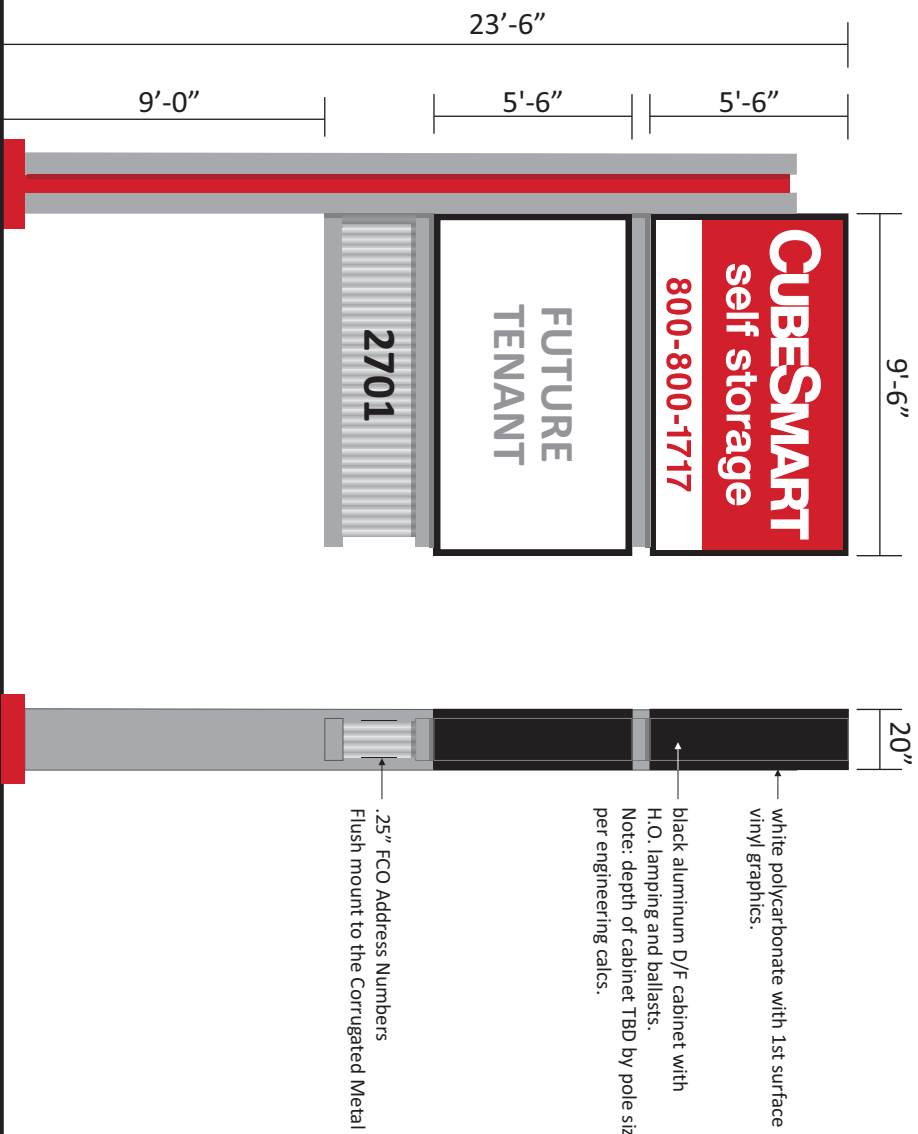 23’-6”
9’-0”
5'-6”
5'-6”
9'-6”
CUBESMART
self storage
800-800-1717
FUTURE
TENANT
2701
20”
white polycarbonate with 1st surface
vinyl graphics.
black aluminum D/F cabinet with
H.O. lamping and ballasts.
Note: depth of cabinet TBD by pole siz
per engineering calcs.
.25” FCO Address Numbers
Flush mount to the Corrugated Metal